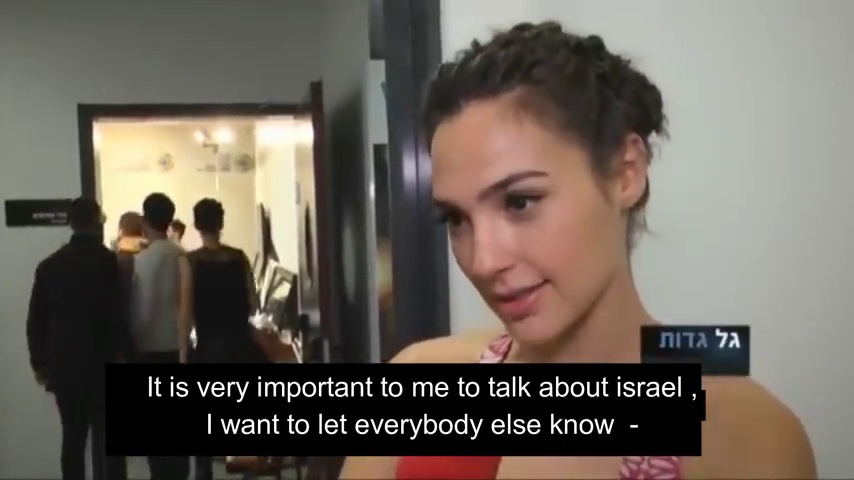 גל גדות
It is very important to me to talk about israel ,
I want to let everybody else know -